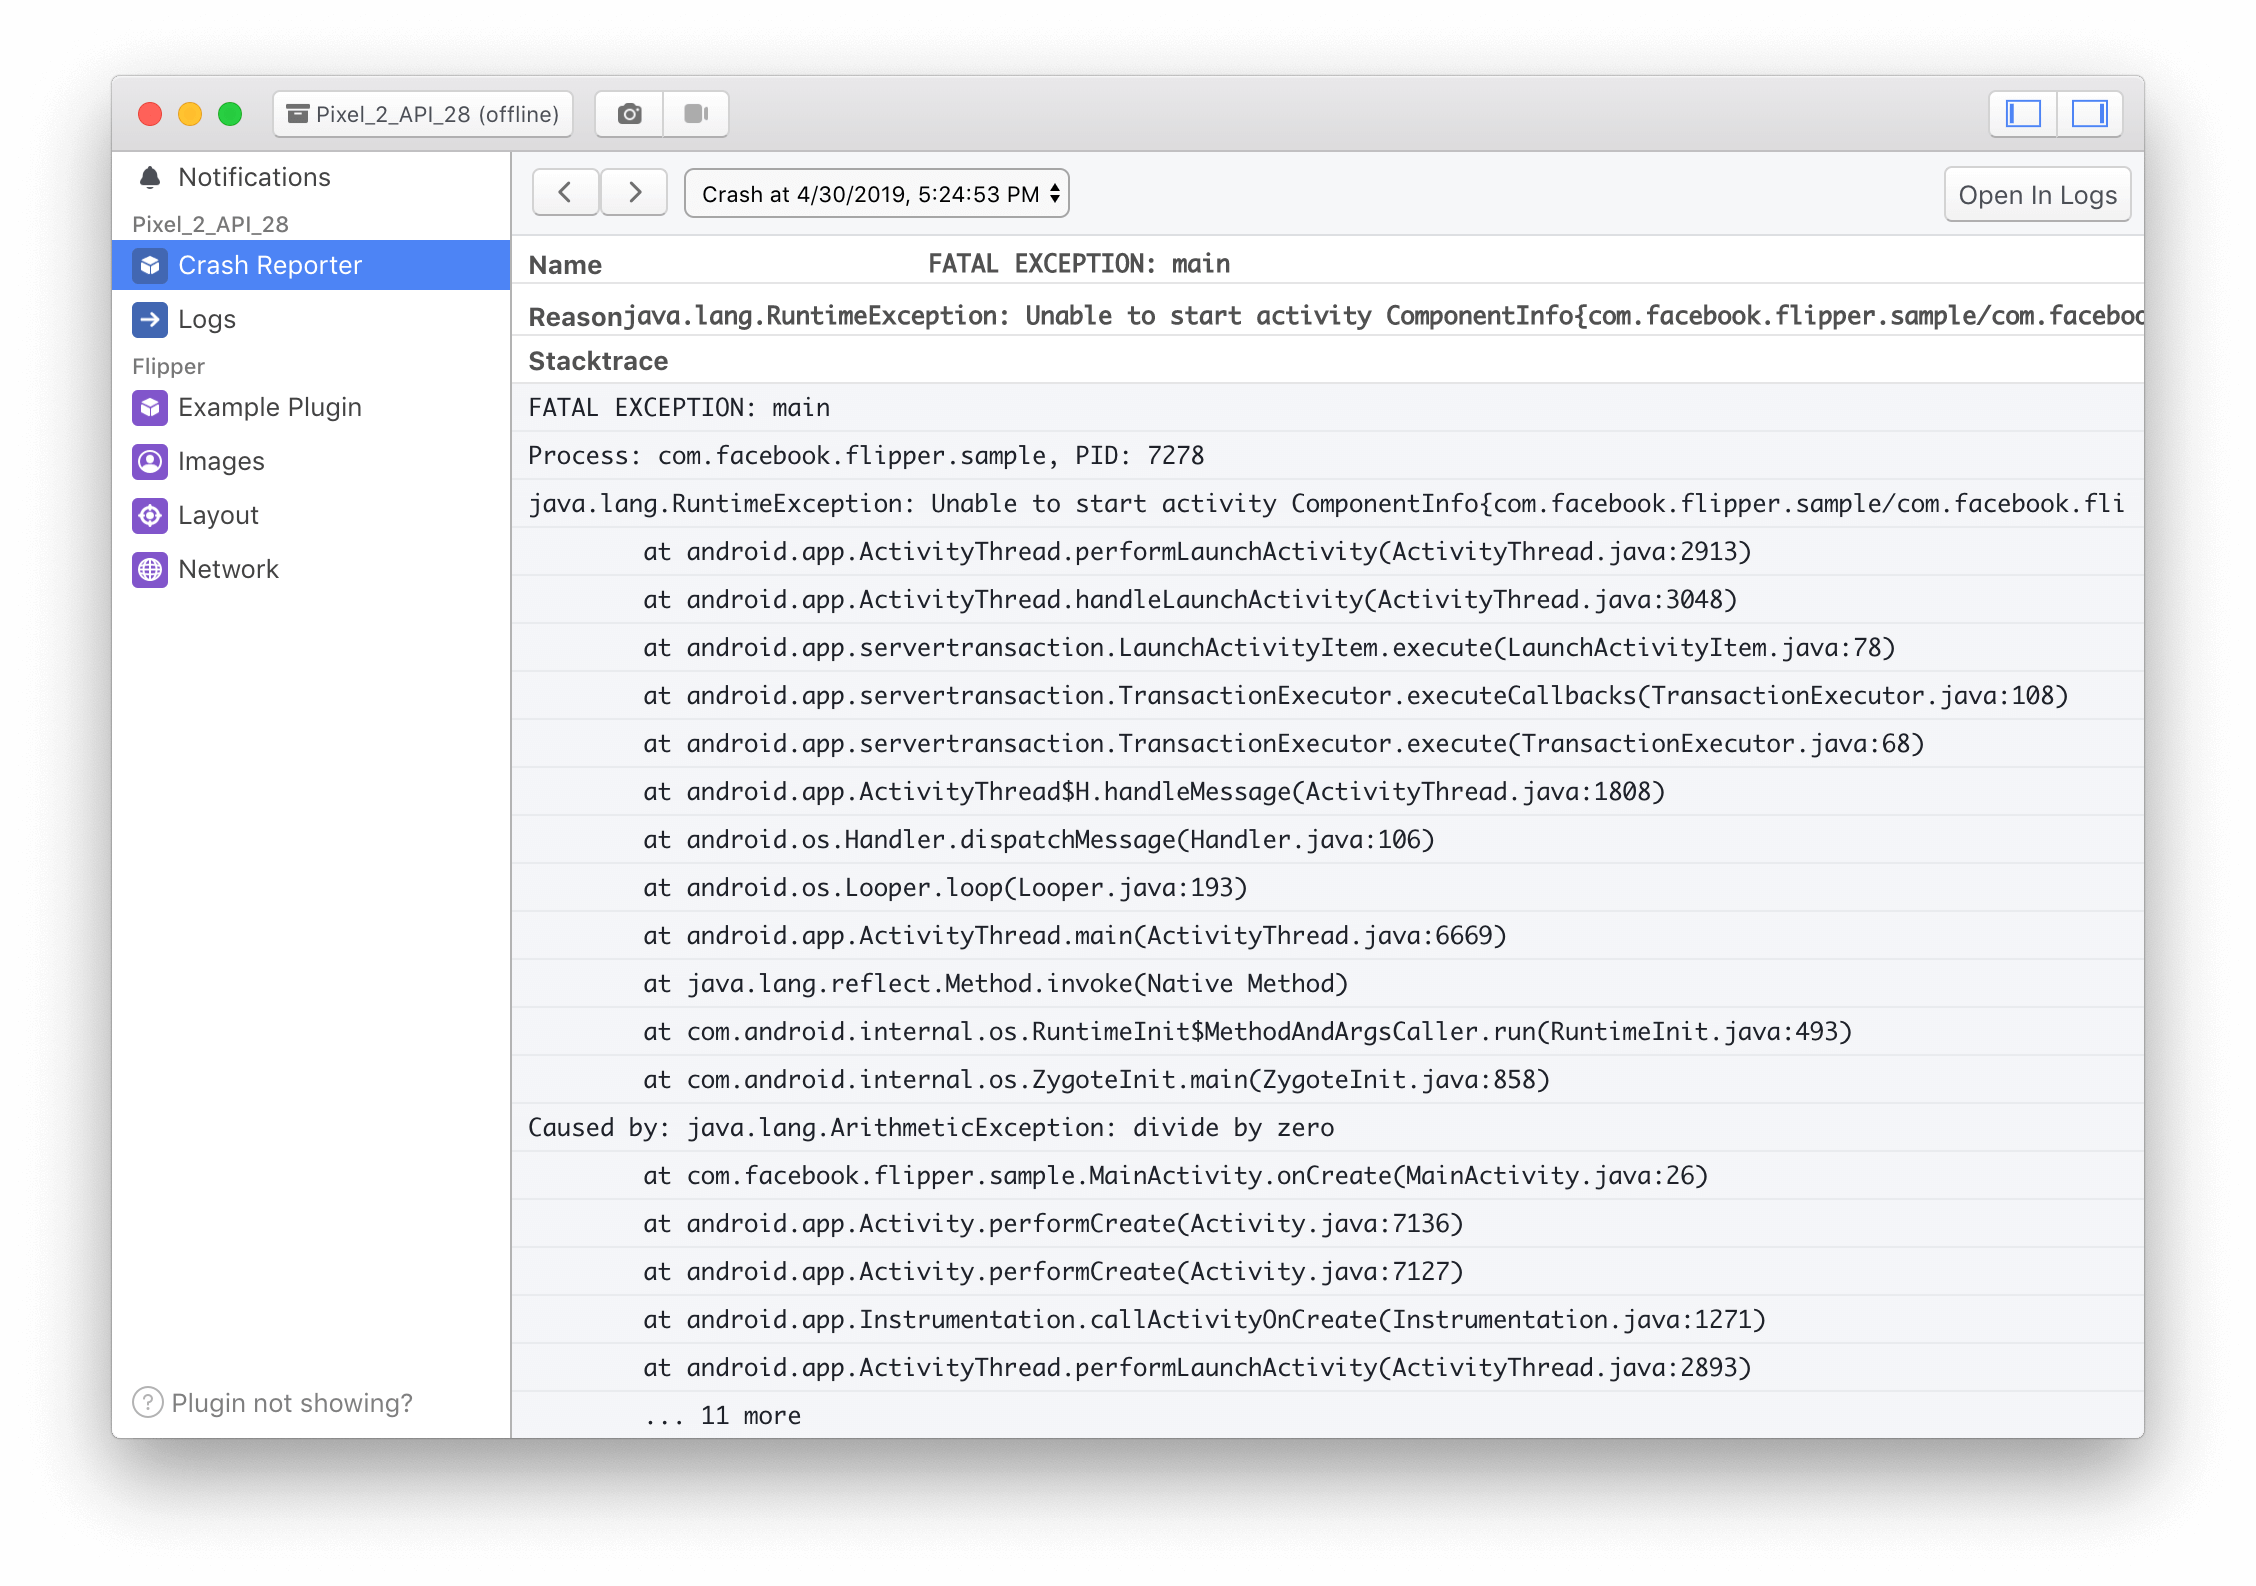 Pixel_2_API_28 (offline)
Notifications
Pixel_2_API_28
Crash Reporter
Logs
Flipper
Example Plugin
Images
Layout
Network
? Plugin not showing?
Crash at 4/30/2019, 5:24:53 PM
Open In Logs
Name FATAL EXCEPTION: main
Reason java.lang.RuntimeException: Unable to start activity ComponentInfo{com.facebook.flipper.sample/com.faceboo
Stacktrace
FATAL EXCEPTION: main
Process: com.facebook.flipper.sample, PID: 7278
java.lang.RuntimeException: Unable to start activity ComponentInfo{com.facebook.flipper.sample/com.facebook.fli
at android.app.ActivityThread.performLaunchActivity(ActivityThread.java:2913)
at android.app.ActivityThread.handleLaunchActivity(ActivityThread.java:3048)
at android.app.servertransaction.LaunchActivityItem.execute(LaunchActivityItem.java:78)
at android.app.servertransaction.TransactionExecutor.executeCallbacks(TransactionExecutor.java:108)
at android.app.servertransaction.TransactionExecutor.execute(TransactionExecutor.java:68)
at android.app.ActivityThread$H.handleMessage(ActivityThread.java:1808)
at android.os.Handler.dispatchMessage(Handler.java:106)
at android.os.Looper.loop(Looper.java:193)
at android.app.ActivityThread.main(ActivityThread.java:6669)
at java.lang.reflect.Method.invoke(Native Method)
at com.android.internal.os.RuntimeInit$MethodAndArgsCaller.run(RuntimeInit.java:493)
at com.android.internal.os.ZygoteInit.main(ZygoteInit.java:858)
Caused by: java.lang.ArithmeticException: divide by zero
at com.facebook.flipper.sample.MainActivity.onCreate(MainActivity.java:26)
at android.app.Activity.performCreate(Activity.java:7136)
at android.app.Activity.performCreate(Activity.java:7127)
at android.app.Instrumentation.callActivityOnCreate(Instrumentation.java:1271)
at android.app.ActivityThread.performLaunchActivity(ActivityThread.java:2893)
... 11 more